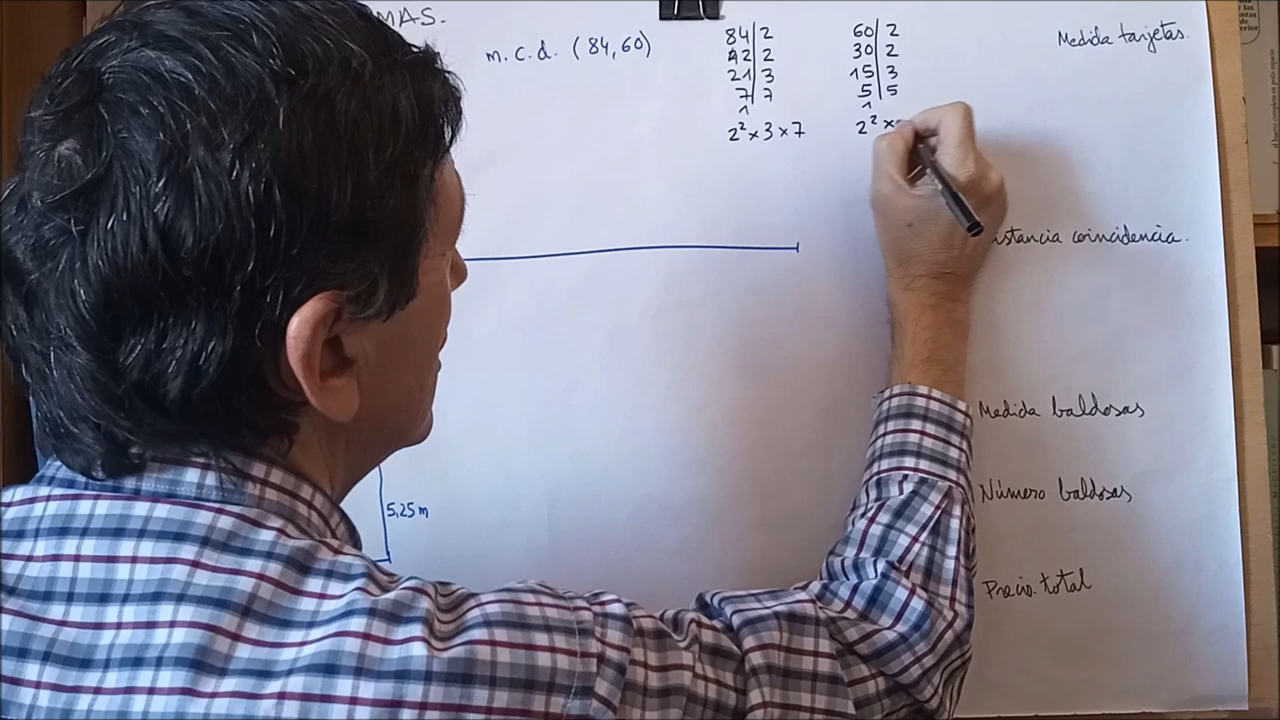 MAS.
m.c.d. (84,60)
84|2
42|2
21|3
7|7
1
2² × 3 × 7
60|2
30|2
15|3
5|5
1
2² ×
Medida tarjetas.
istancia coincidencia.
Medida baldosas
Número baldosas
Precio total
5,25 m